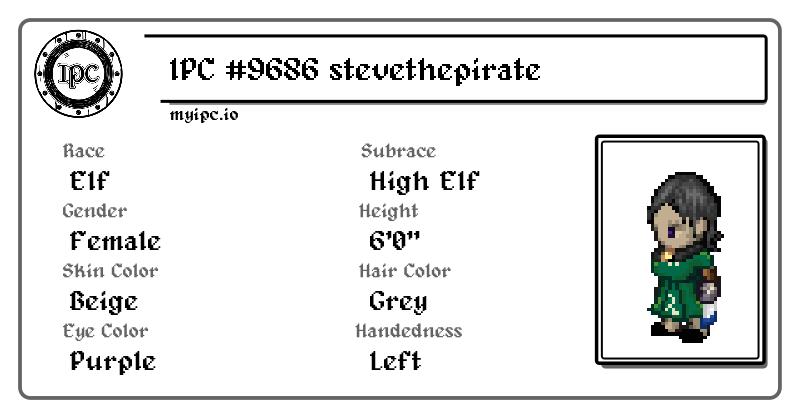 IPC
IPC #9686 stevethepirate
myipc.io
Race
Subrace
Elf
High Elf
Gender
Height
Female
6'0"
Skin Color
Hair Color
Beige
Grey
Eye Color
Handedness
Purple
Left